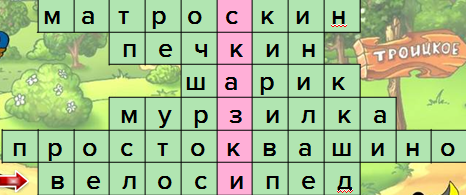 матроскин
печкин
ТРОИЦКОЕ
шарик
мурзилка
простоквашино
велосипед